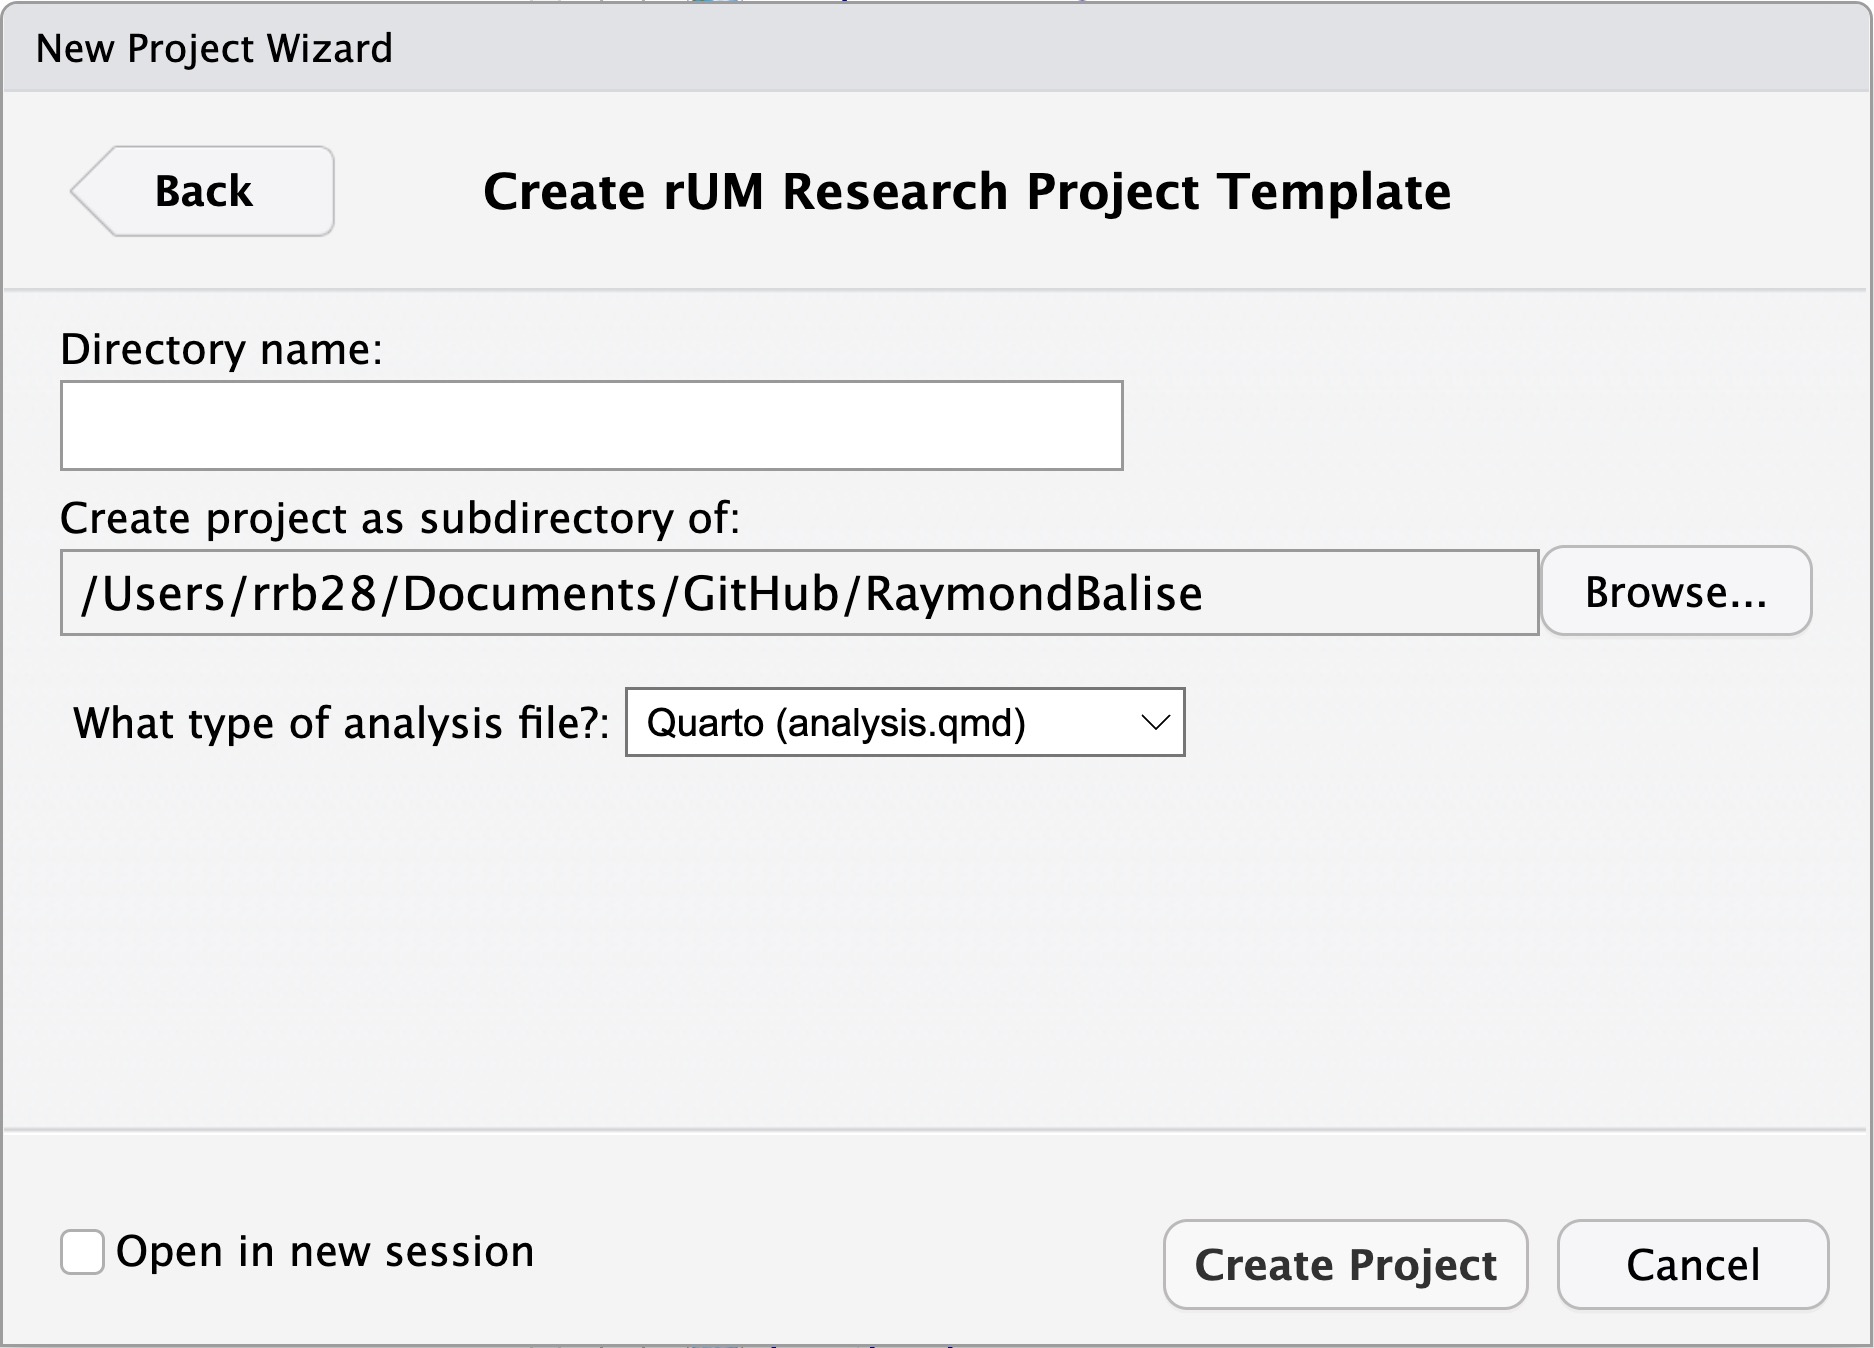 New Project Wizard
Back
Create rUM Research Project Template
Directory name:
Create project as subdirectory of:
/Users/rrb28/Documents/GitHub/RaymondBalise
Browse...
What type of analysis file?:
Quarto (analysis.qmd)
Open in new session
Create Project
Cancel